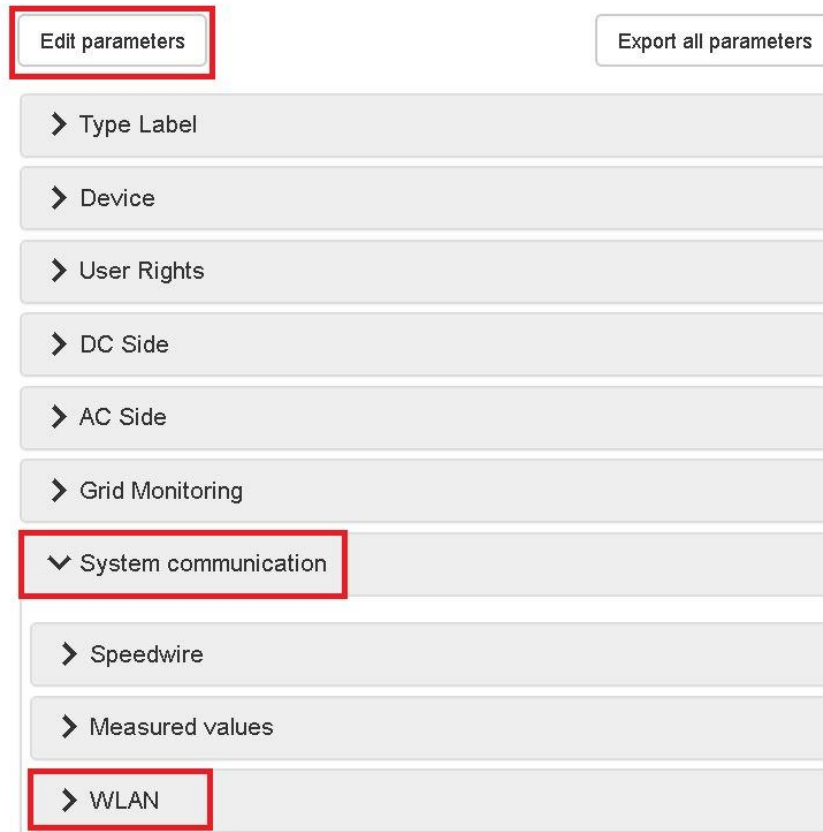 Edit parameters
Export all parameters
Type Label
Device
User Rights
DC Side
AC Side
Grid Monitoring
System communication
Speedwire
Measured values
WLAN